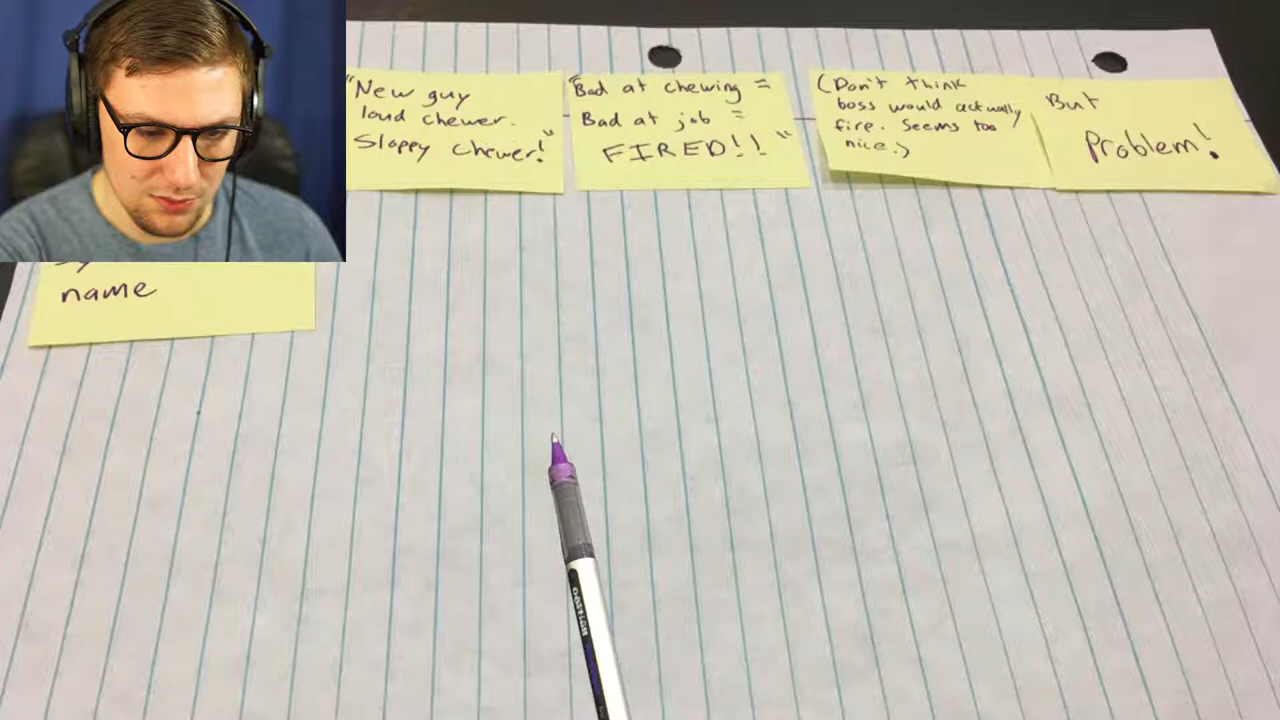 "New guy
loud chewer.
Sloppy chewer!"
"Bad at chewing =
Bad at job =
FIRED!! "
(Don't think
boss would actually
fire. Seems too
nice.)
But
Problem!
name